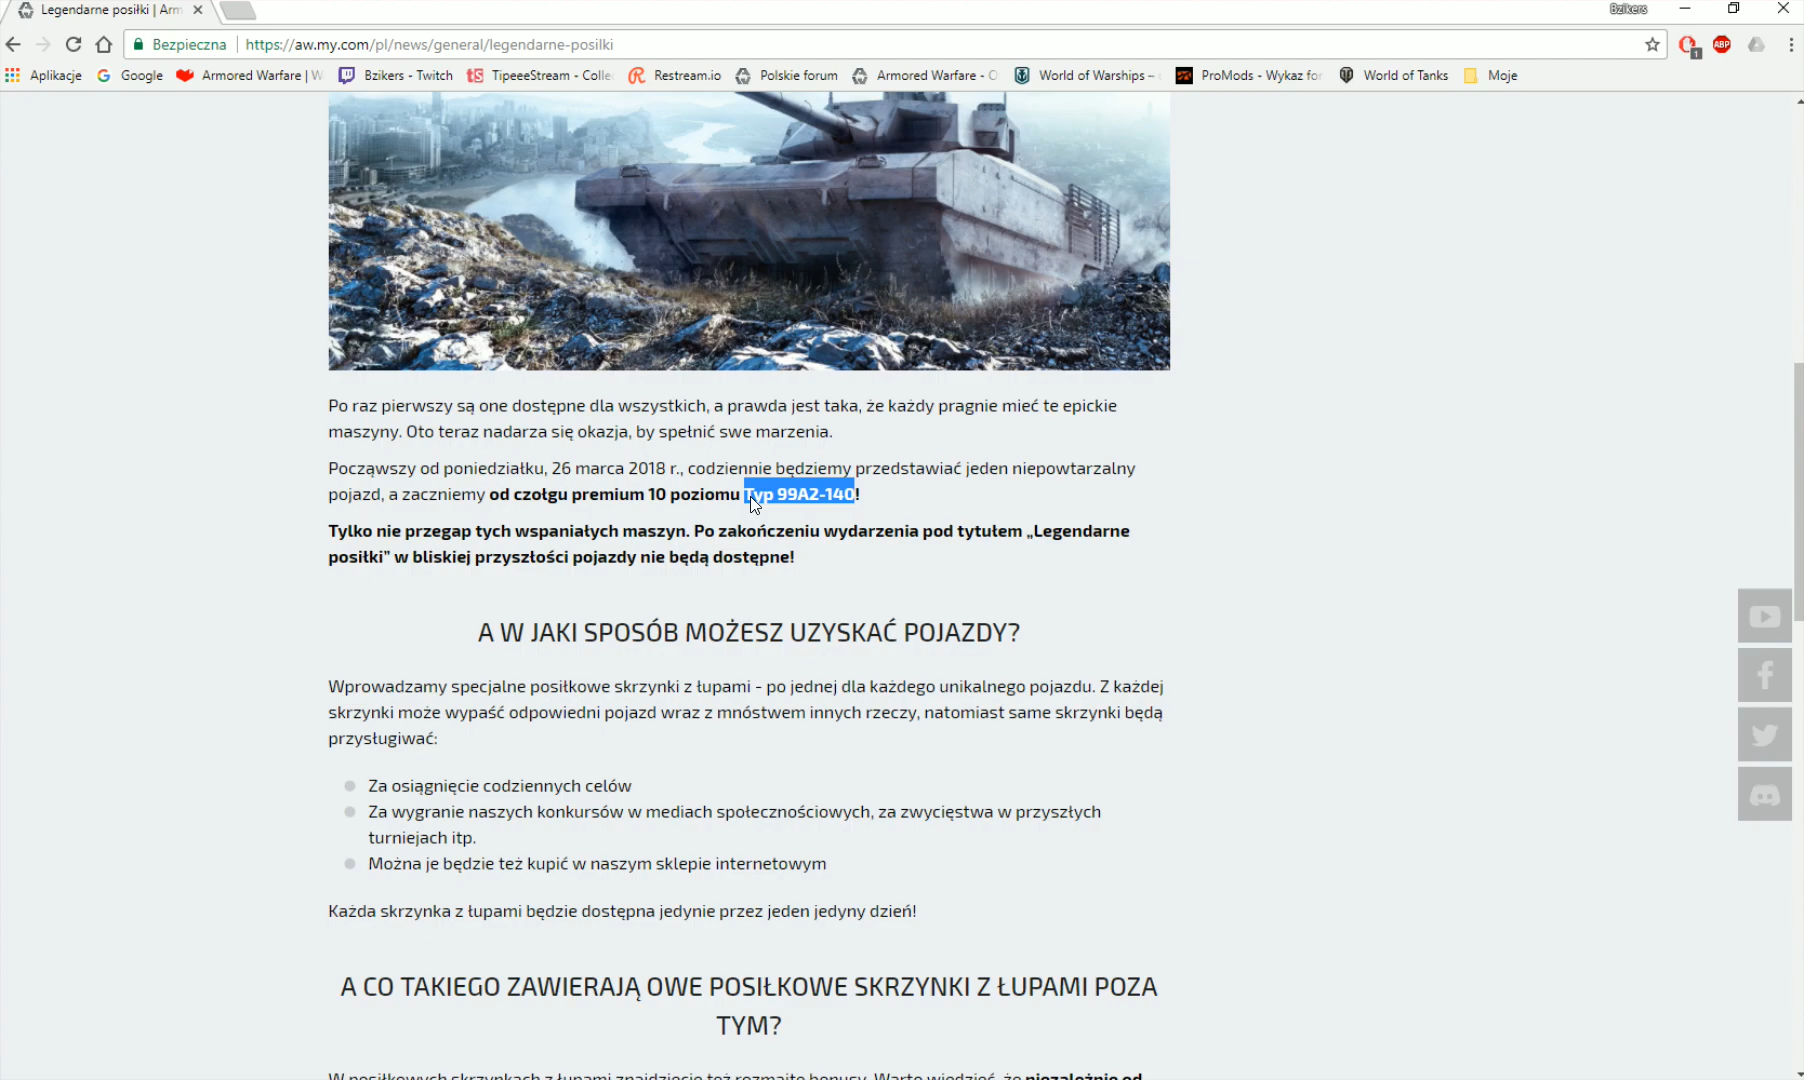 Legendarne posiłki | Arm
Bzikers
Bezpieczna
https://aw.my.com/pl/news/general/legendarne-posilki
1
ABP
Aplikacje
Google
Armored Warfare | W
Bzikers - Twitch
TipeeeStream - Colle
Restream.io
Polskie forum
Armored Warfare - O
World of Warships –
ProMods - Wykaz for
World of Tanks
Moje
Po raz pierwszy są one dostępne dla wszystkich, a prawda jest taka, że każdy pragnie mieć te epickie
maszyny. Oto teraz nadarza się okazja, by spełnić swe marzenia.
Począwszy od poniedziałku, 26 marca 2018 r., codziennie będziemy przedstawiać jeden niepowtarzalny
pojazd, a zaczniemy od czołgu premium 10 poziomu Typ 99A2-140!
Tylko nie przegap tych wspaniałych maszyn. Po zakończeniu wydarzenia pod tytułem „Legendarne
posiłki” w bliskiej przyszłości pojazdy nie będą dostępne!
A W JAKI SPOSÓB MOŻESZ UZYSKAĆ POJAZDY?
Wprowadzamy specjalne posiłkowe skrzynki z łupami - po jednej dla każdego unikalnego pojazdu. Z każdej
skrzynki może wypaść odpowiedni pojazd wraz z mnóstwem innych rzeczy, natomiast same skrzynki będą
przysługiwać:
Za osiągnięcie codziennych celów
Za wygranie naszych konkursów w mediach społecznościowych, za zwycięstwa w przyszłych
turniejach itp.
Można je będzie też kupić w naszym sklepie internetowym
Każda skrzynka z łupami będzie dostępna jedynie przez jeden jedyny dzień!
A CO TAKIEGO ZAWIERAJĄ OWE POSIŁKOWE SKRZYNKI Z ŁUPAMI POZA
TYM?
W posiłkowych skrzynkach z łupami znajdziecie też rozmaite bonusy. Warto wiedzieć, że niezależnie od